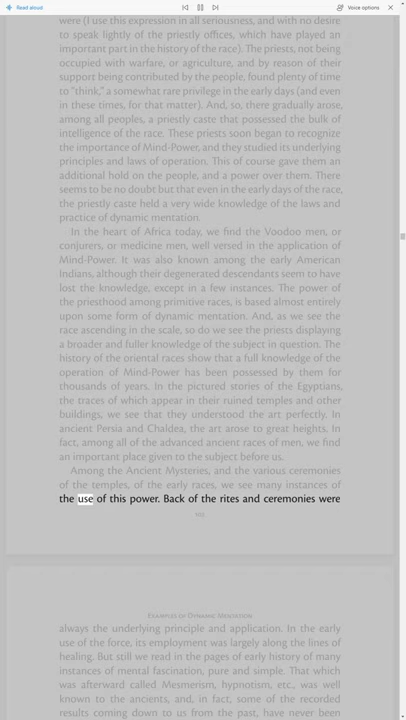 Read aloud
Voice options
were (I use this expression in all seriousness, and with no desire
to speak lightly of the priestly offices, which have played an
important part in the history of the race). The priests, not being
occupied with warfare, or agriculture, and by reason of their
support being contributed by the people, found plenty of time
to “think,” a somewhat rare privilege in the early days (and even
in these times, for that matter). And, so, there gradually arose,
among all peoples, a priestly caste that possessed the bulk of
intelligence of the race. These priests soon began to recognize
the importance of Mind-Power, and they studied its underlying
principles and laws of operation. This of course gave them an
additional hold on the people, and a power over them. There
seems to be no doubt but that even in the early days of the race,
the priestly caste held a very wide knowledge of the laws and
practice of dynamic mentation.
In the heart of Africa today, we find the Voodoo men, or
conjurers, or medicine men, well versed in the application of
Mind-Power. It was also known among the early American
Indians, although their degenerated descendants seem to have
lost the knowledge, except in a few instances. The power of
the priesthood among primitive races, is based almost entirely
upon some form of dynamic mentation. And, as we see the
race ascending in the scale, so do we see the priests displaying
a broader and fuller knowledge of the subject in question. The
history of the oriental races show that a full knowledge of the
operation of Mind-Power has been possessed by them for
thousands of years. In the pictured stories of the Egyptians,
the traces of which appear in their ruined temples and other
buildings, we see that they understood the art perfectly. In
ancient Persia and Chaldea, the art arose to great heights. In
fact, among all of the advanced ancient races of men, we find
an important place given to the subject before us.
Among the Ancient Mysteries, and the various ceremonies
of the temples, of the early races, we see many instances of
the use of this power. Back of the rites and ceremonies were
Examples of Dynamic Mentation
always the underlying principle and application. In the early
use of the force, its employment was largely along the lines of
healing. But still we read in the pages of early history of many
instances of mental fascination, pure and simple. That which
was afterward called Mesmerism, hypnotism, etc., was well
known to the ancients, and, in fact, some of the recorded
results coming down to us from the past, have never been